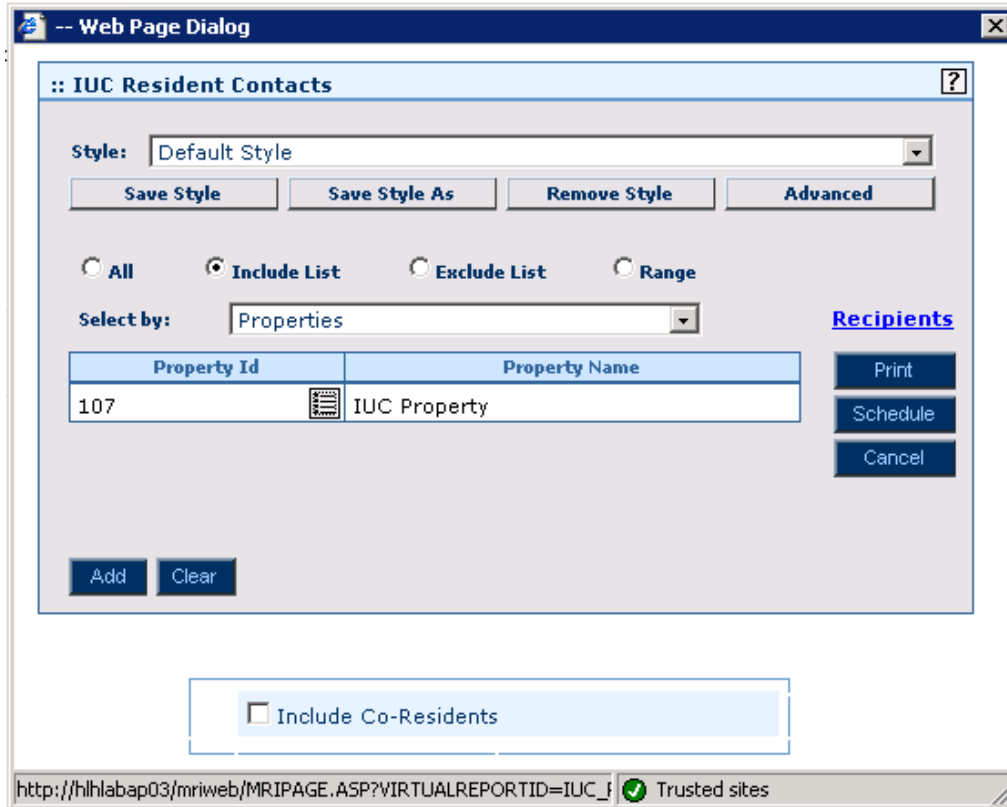 -- Web Page Dialog
:: IUC Resident Contacts
?
Style: Default Style
Save Style Save Style As Remove Style Advanced
All Include List Exclude List Range
Select by: Properties Recipients
Property Id Property Name Print
107 IUC Property
Schedule
Cancel
Add Clear
Include Co-Residents
http://hlhlabap03/mriweb/MRIPAGE.ASP?VIRTUALREPORTID=IUC_ Trusted sites